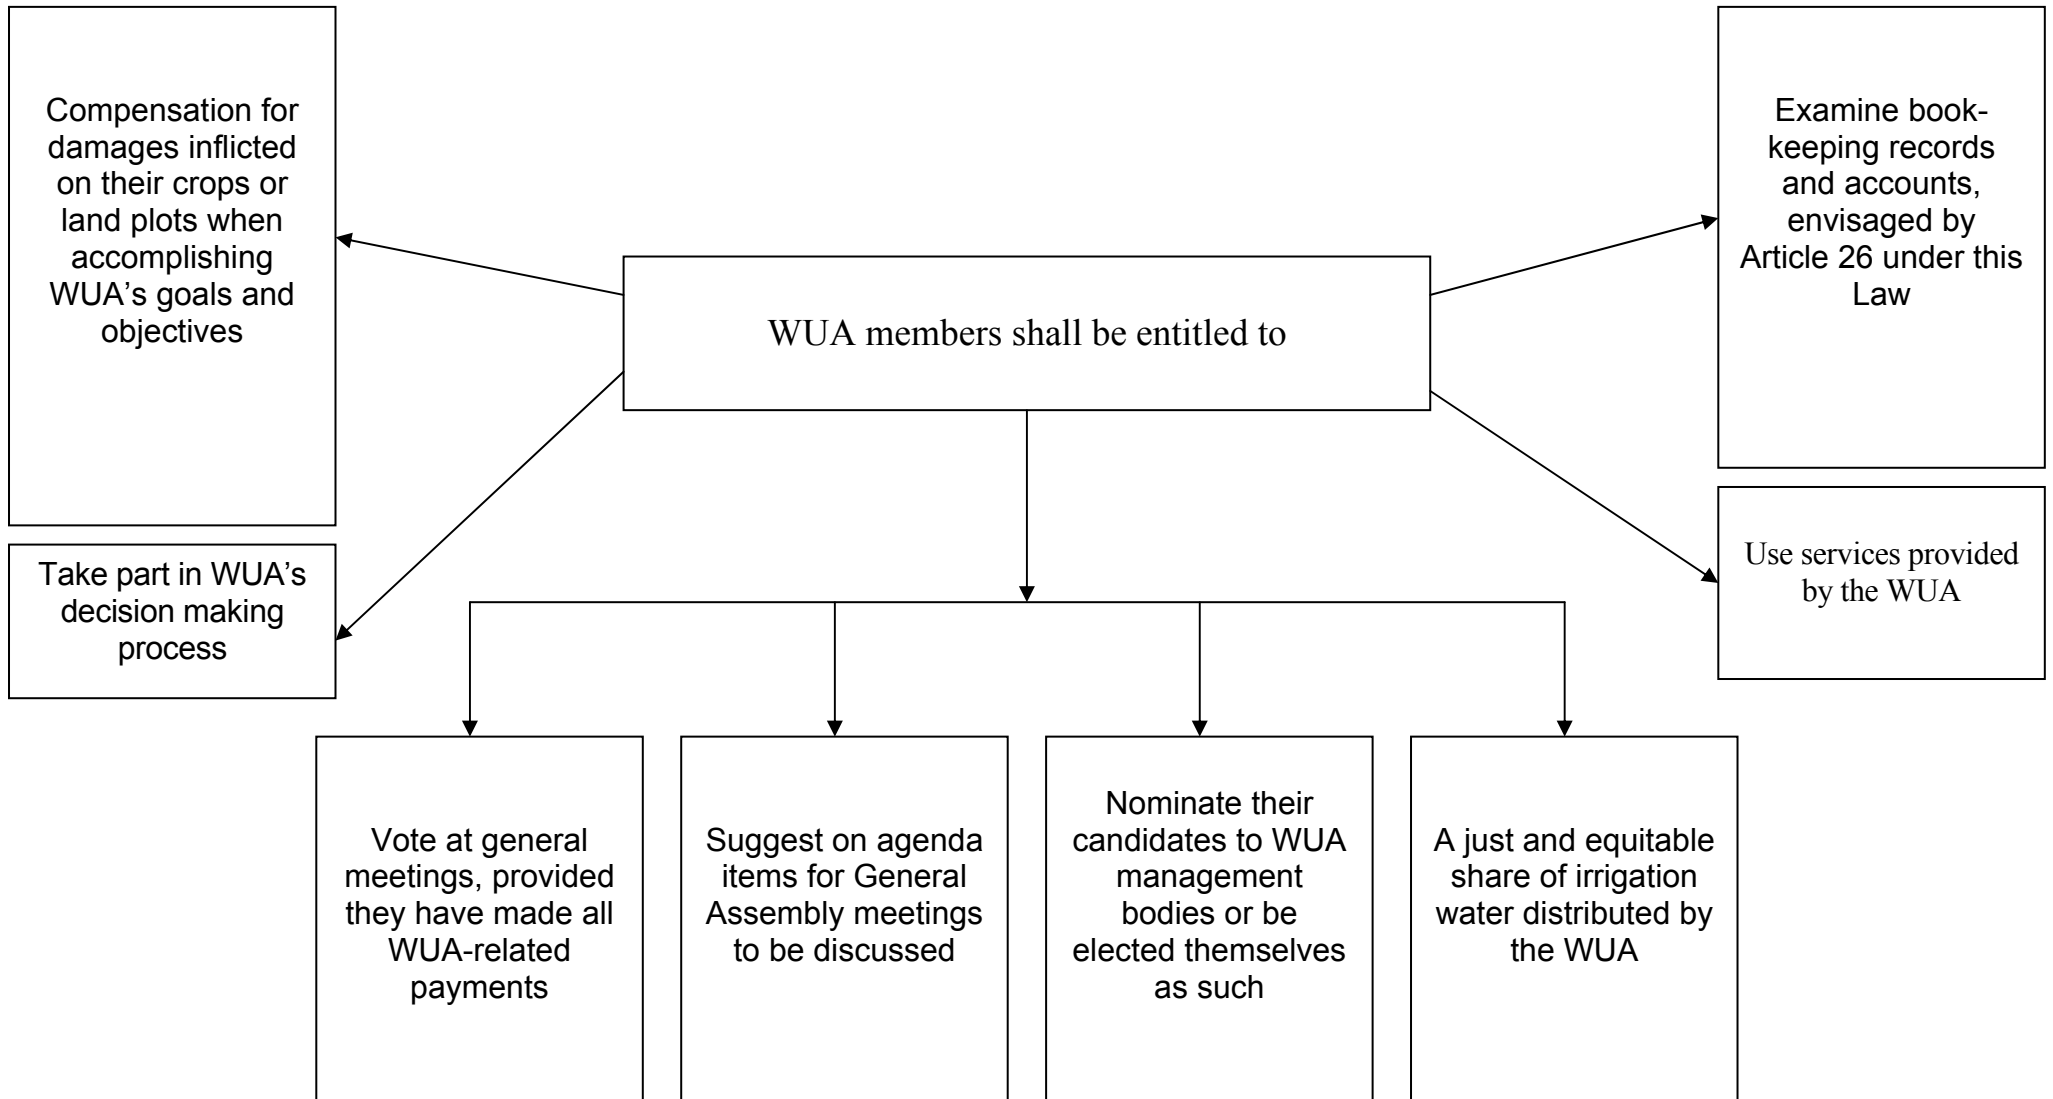 Compensation for
damages inflicted
on their crops or
land plots when
accomplishing
WUA’s goals and
objectives
Examine book-
keeping records
and accounts,
envisaged by
Article 26 under this
Law
WUA members shall be entitled to
Take part in WUA’s
decision making
process
Use services provided
by the WUA
Vote at general
meetings, provided
they have made all
WUA-related
payments
Suggest on agenda
items for General
Assembly meetings
to be discussed
Nominate their
candidates to WUA
management
bodies or be
elected themselves
as such
A just and equitable
share of irrigation
water distributed by
the WUA